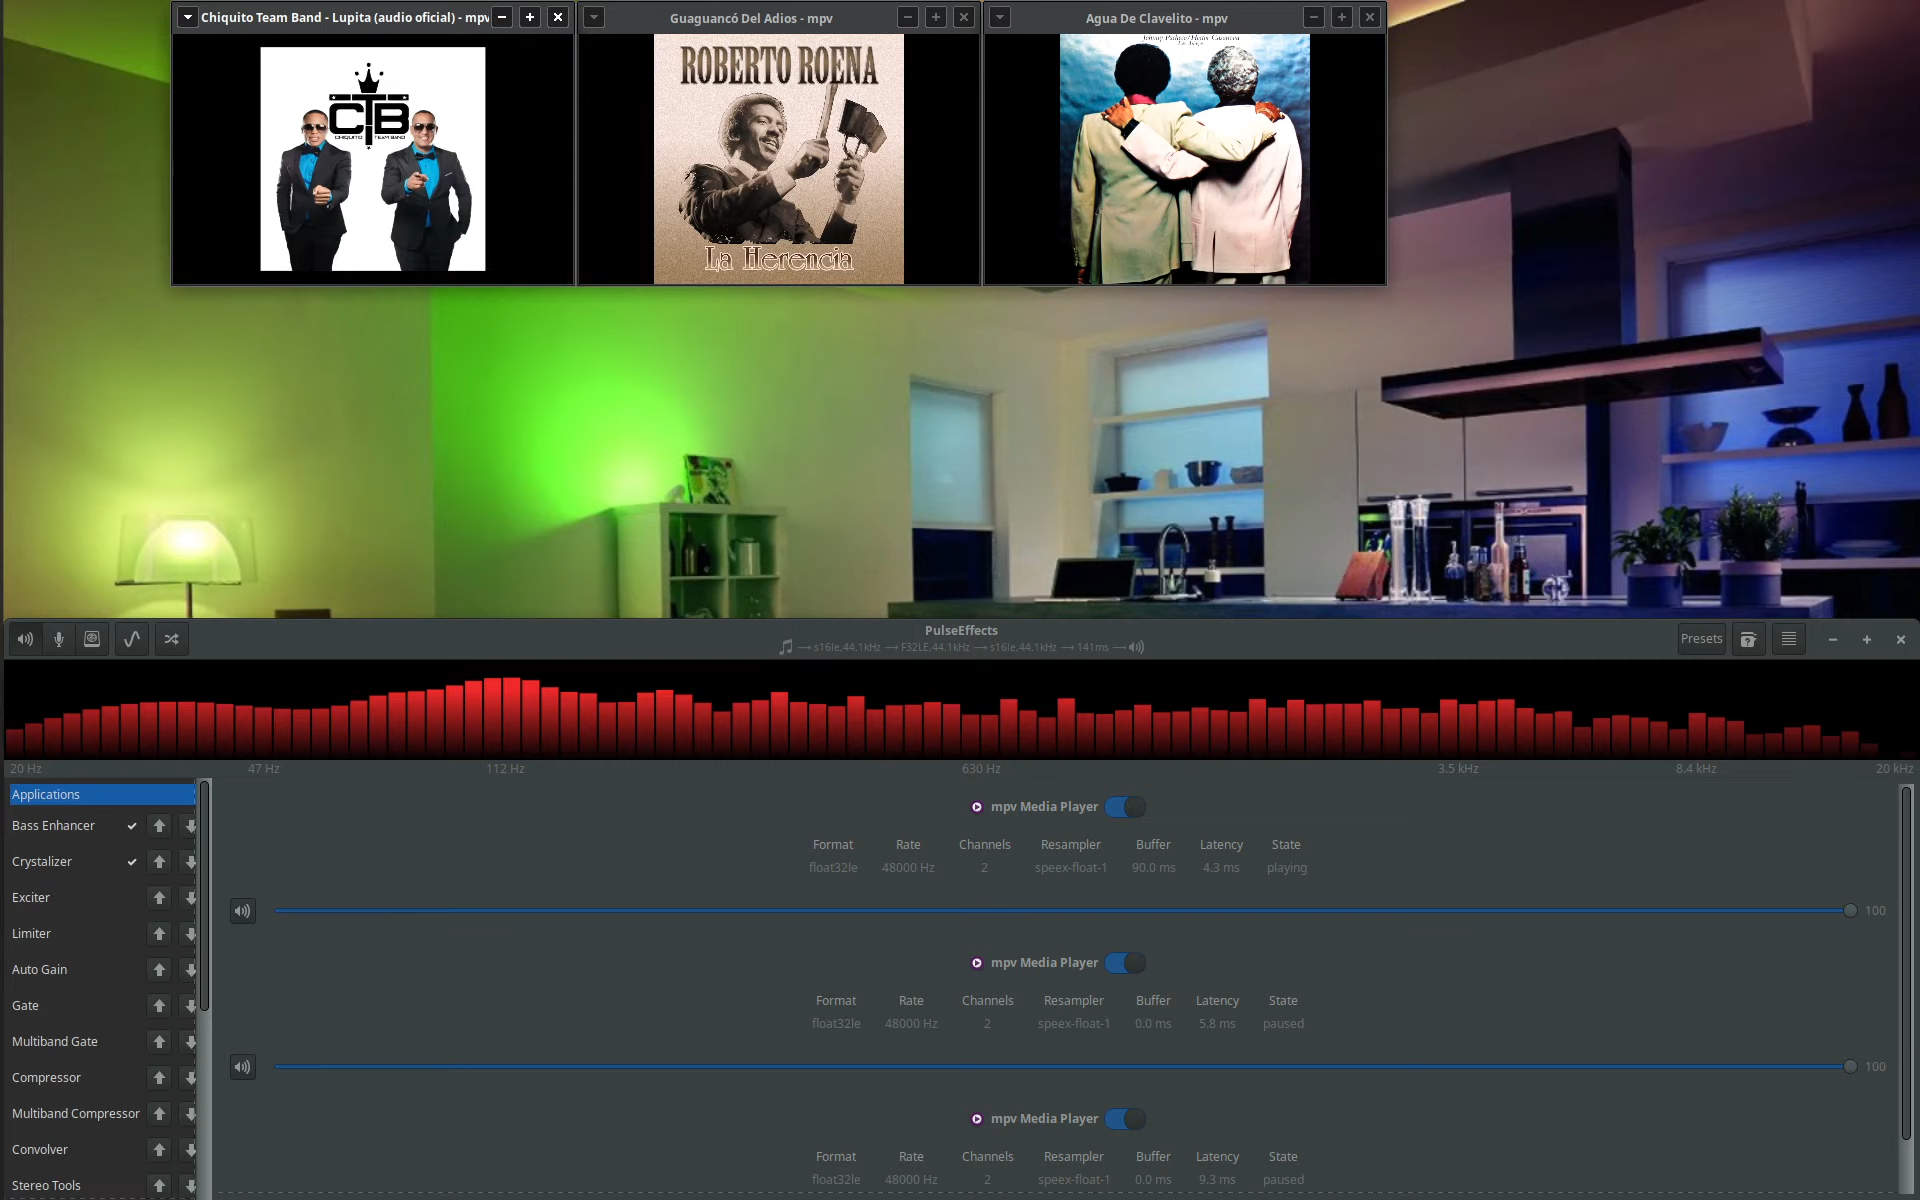 Chiquito Team Band - Lupita (audio oficial) - mpv
Guaguancó Del Adios - mpv
Agua De Clavelito - mpv
CTB
CHIQUITO TEAM BAND
ROBERTO ROENA
La Herencia
PulseEffects
s16le,44.1kHz → F32LE,44.1kHz → s16le,44.1kHz → 141ms
Presets
20 Hz 47 Hz 112 Hz 630 Hz 3.5 kHz 8.4 kHz 20 kHz
Applications
Bass Enhancer
Crystalizer
Exciter
Limiter
Auto Gain
Gate
Multiband Gate
Compressor
Multiband Compressor
Convolver
Stereo Tools
mpv Media Player
Format Rate Channels Resampler Buffer Latency State
float32le 48000 Hz 2 speex-float-1 90.0 ms 4.3 ms playing
100
mpv Media Player
Format Rate Channels Resampler Buffer Latency State
float32le 48000 Hz 2 speex-float-1 0.0 ms 5.8 ms paused
100
mpv Media Player
Format Rate Channels Resampler Buffer Latency State
float32le 48000 Hz 2 speex-float-1 0.0 ms 9.3 ms paused